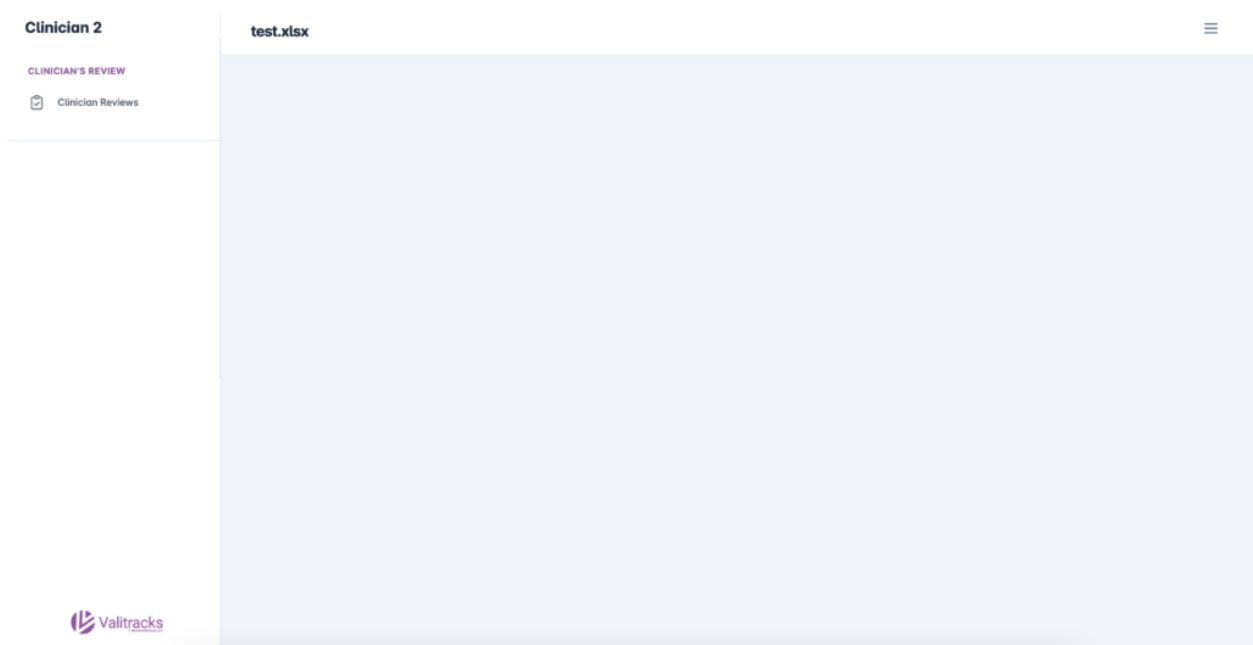 Clinician 2
test.xlsx
CLINICIAN'S REVIEW
Clinician Reviews
Valitracks